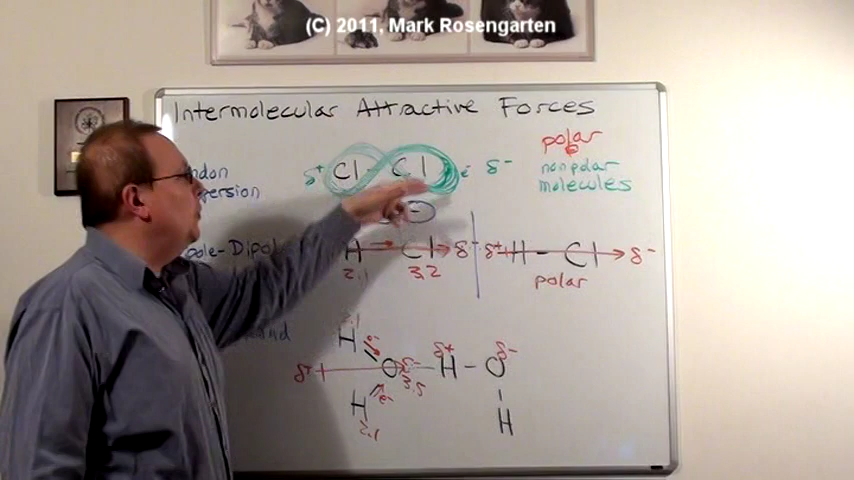 (C) 2011, Mark Rosengarten
Intermolecular Attractive Forces
δ+ Cl Cl e- δ- polar
nonpolar
molecules
-
H Cl δ- δ+ H - Cl δ-
2.1 3.2 polar
H e-
δ+ O δ- δ+ H - O δ-
3.5
H e- H
2.1